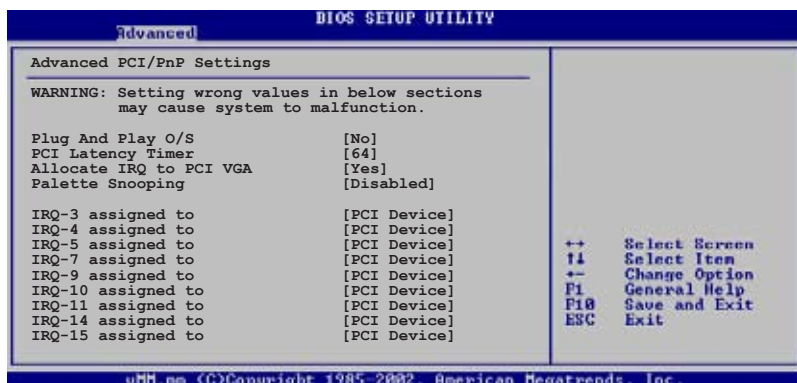 BIOS SETUP UTILITY
Advanced
Advanced PCI/PnP Settings
WARNING: Setting wrong values in below sections
may cause system to malfunction.
Plug And Play O/S [No]
PCI Latency Timer [64]
Allocate IRQ to PCI VGA [Yes]
Palette Snooping [Disabled]
IRQ-3 assigned to [PCI Device]
IRQ-4 assigned to [PCI Device]
IRQ-5 assigned to [PCI Device]
IRQ-7 assigned to [PCI Device]
IRQ-9 assigned to [PCI Device]
IRQ-10 assigned to [PCI Device]
IRQ-11 assigned to [PCI Device]
IRQ-14 assigned to [PCI Device]
IRQ-15 assigned to [PCI Device]
↔ Select Screen
↑↓ Select Item
+- Change Option
F1 General Help
F10 Save and Exit
ESC Exit
(C)Copyright 1985-2002, American Megatrends, Inc.